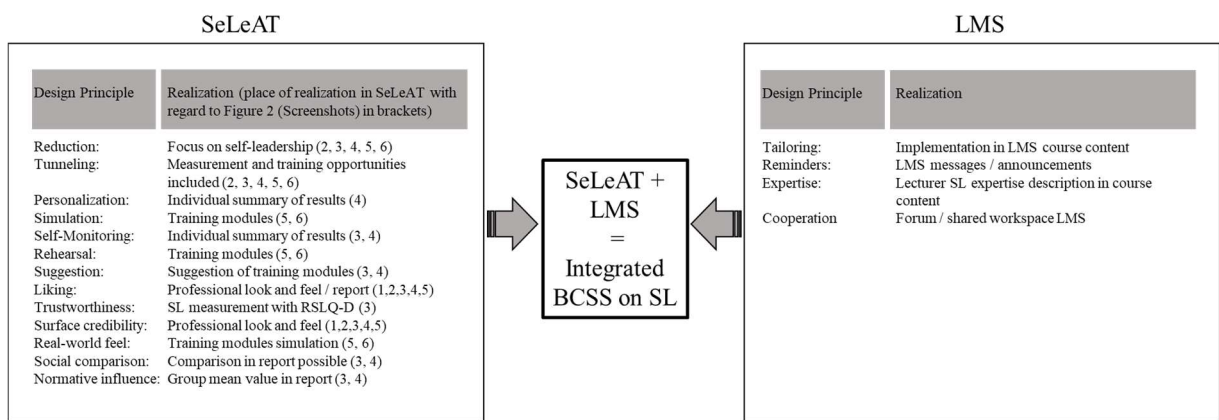 SeLeAT
Design Principle Realization (place of realization in SeLeAT with
regard to Figure 2 (Screenshots) in brackets)
Reduction: Focus on self-leadership (2, 3, 4, 5, 6)
Tunneling: Measurement and training opportunities
included (2, 3, 4, 5, 6)
Personalization: Individual summary of results (4)
Simulation: Training modules (5, 6)
Self-Monitoring: Individual summary of results (3, 4)
Rehearsal: Training modules (5, 6)
Suggestion: Suggestion of training modules (3, 4)
Liking: Professional look and feel / report (1,2,3,4,5)
Trustworthiness: SL measurement with RSLQ-D (3)
Surface credibility: Professional look and feel (1,2,3,4,5)
Real-world feel: Training modules simulation (5, 6)
Social comparison: Comparison in report possible (3, 4)
Normative influence: Group mean value in report (3, 4)
SeLeAT +
LMS
=
Integrated
BCSS on SL
LMS
Design Principle Realization
Tailoring: Implementation in LMS course content
Reminders: LMS messages / announcements
Expertise: Lecturer SL expertise description in course
content
Cooperation Forum / shared workspace LMS